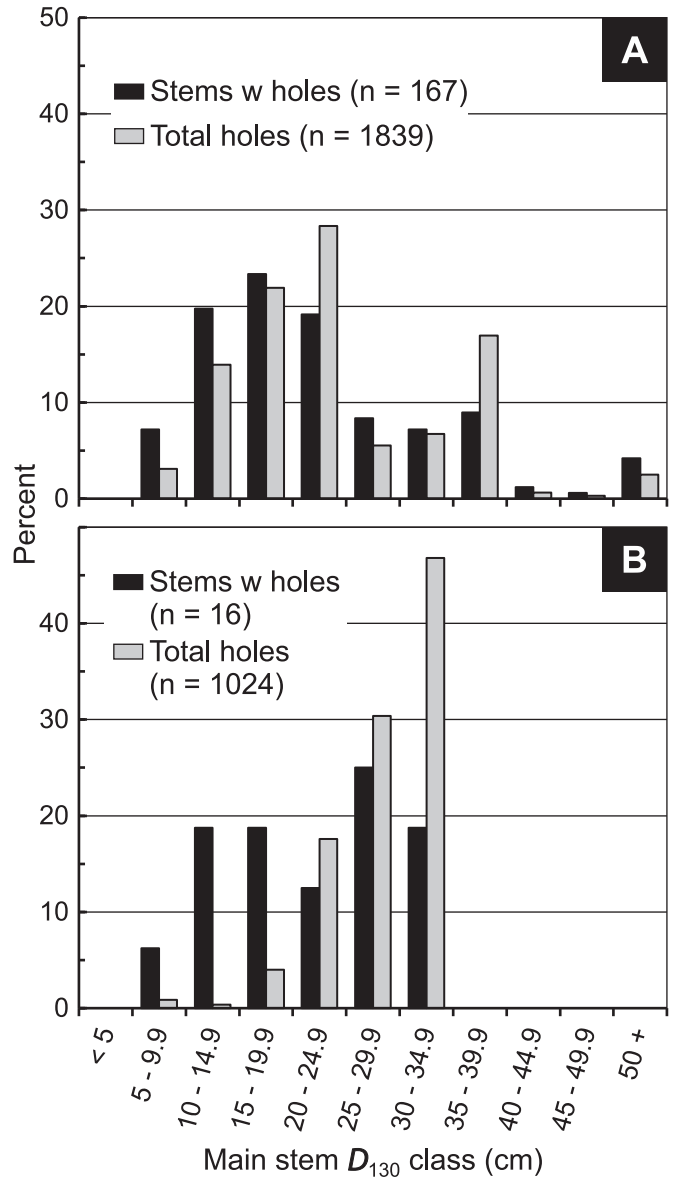 50
A
Stems w holes (n = 167)
40
Total holes (n = 1839)
30
20
10
0
Percent
B
Stems w holes
(n = 16)
40
Total holes
(n = 1024)
30
20
10
0
< 5
5 - 9.9
10 - 14.9
15 - 19.9
20 - 24.9
25 - 29.9
30 - 34.9
35 - 39.9
40 - 44.9
45 - 49.9
50 +
Main stem D130 class (cm)